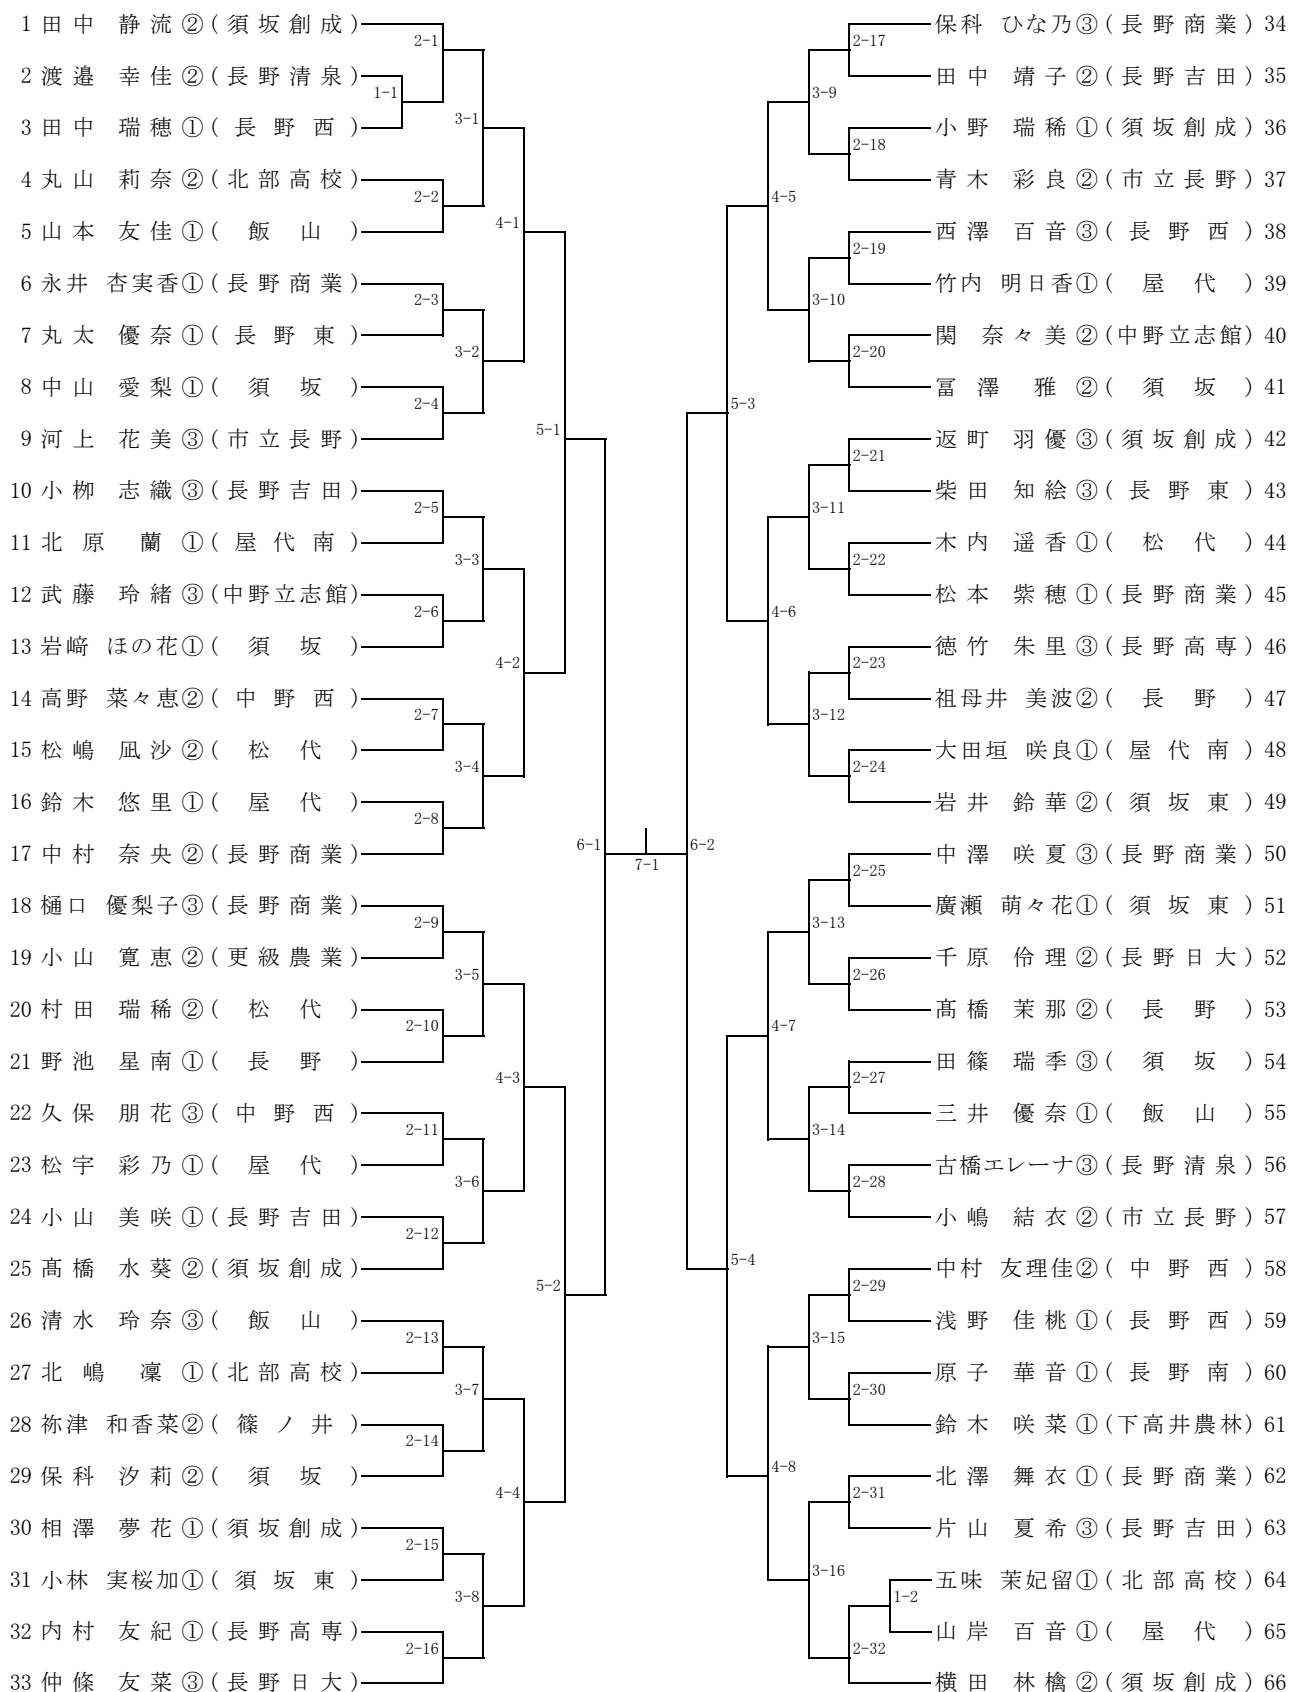 1 田中 静流 ② (須坂創成)
2 渡邉 幸佳 ② (長野清泉)
3 田中 瑞穂 ① (長野西)
4 丸山 莉奈 ② (北部高校)
5 山本 友佳 ① (飯山)
6 永井 杏実香 ① (長野商業)
7 丸太 優奈 ① (長野東)
8 中山 愛梨 ① (須坂)
9 河上 花美 ③ (市立長野)
10 小栁 志織 ③ (長野吉田)
11 北原 蘭 ① (屋代南)
12 武藤 玲緒 ③ (中野立志館)
13 岩﨑 ほの花 ① (須坂)
14 高野 菜々恵 ② (中野西)
15 松嶋 凪沙 ② (松代)
16 鈴木 悠里 ① (屋代)
17 中村 奈央 ② (長野商業)
18 樋口 優梨子 ③ (長野商業)
19 小山 寛恵 ② (更級農業)
20 村田 瑞稀 ② (松代)
21 野池 星南 ① (長野)
22 久保 朋花 ③ (中野西)
23 松宇 彩乃 ① (屋代)
24 小山 美咲 ① (長野吉田)
25 髙橋 水葵 ② (須坂創成)
26 清水 玲奈 ③ (飯山)
27 北嶋 凜 ① (北部高校)
28 祢津 和香菜 ② (篠ノ井)
29 保科 汐莉 ② (須坂)
30 相澤 夢花 ① (須坂創成)
31 小林 実桜加 ① (須坂東)
32 内村 友紀 ① (長野高専)
33 仲條 友菜 ③ (長野日大)
1-1
2-1
2-2
2-3
2-4
2-5
2-6
2-7
2-8
2-9
2-10
2-11
2-12
2-13
2-14
2-15
2-16
3-1
3-2
3-3
3-4
3-5
3-6
3-7
3-8
4-1
4-2
4-3
4-4
5-1
5-2
6-1
7-1
6-2
5-3
5-4
4-5
4-6
4-7
4-8
3-9
3-10
3-11
3-12
3-13
3-14
3-15
3-16
2-17
2-18
2-19
2-20
2-21
2-22
2-23
2-24
2-25
2-26
2-27
2-28
2-29
2-30
2-31
2-32
1-2
保科 ひな乃 ③ (長野商業) 34
田中 靖子 ② (長野吉田) 35
小野 瑞稀 ① (須坂創成) 36
青木 彩良 ② (市立長野) 37
西澤 百音 ③ (長野西) 38
竹内 明日香 ① (屋代) 39
関 奈々美 ② (中野立志館) 40
冨澤 雅 ② (須坂) 41
返町 羽優 ③ (須坂創成) 42
柴田 知絵 ③ (長野東) 43
木内 遥香 ① (松代) 44
松本 紫穂 ① (長野商業) 45
徳竹 朱里 ③ (長野高専) 46
祖母井 美波 ② (長野) 47
大田垣 咲良 ① (屋代南) 48
岩井 鈴華 ② (須坂東) 49
中澤 咲夏 ③ (長野商業) 50
廣瀬 萌々花 ① (須坂東) 51
千原 伶理 ② (長野日大) 52
髙橋 茉那 ② (長野) 53
田篠 瑞季 ③ (須坂) 54
三井 優奈 ① (飯山) 55
古橋エレーナ ③ (長野清泉) 56
小嶋 結衣 ② (市立長野) 57
中村 友理佳 ② (中野西) 58
浅野 佳桃 ① (長野西) 59
原子 華音 ① (長野南) 60
鈴木 咲菜 ① (下高井農林) 61
北澤 舞衣 ① (長野商業) 62
片山 夏希 ③ (長野吉田) 63
五味 茉妃留 ① (北部高校) 64
山岸 百音 ① (屋代) 65
横田 林檎 ② (須坂創成) 66